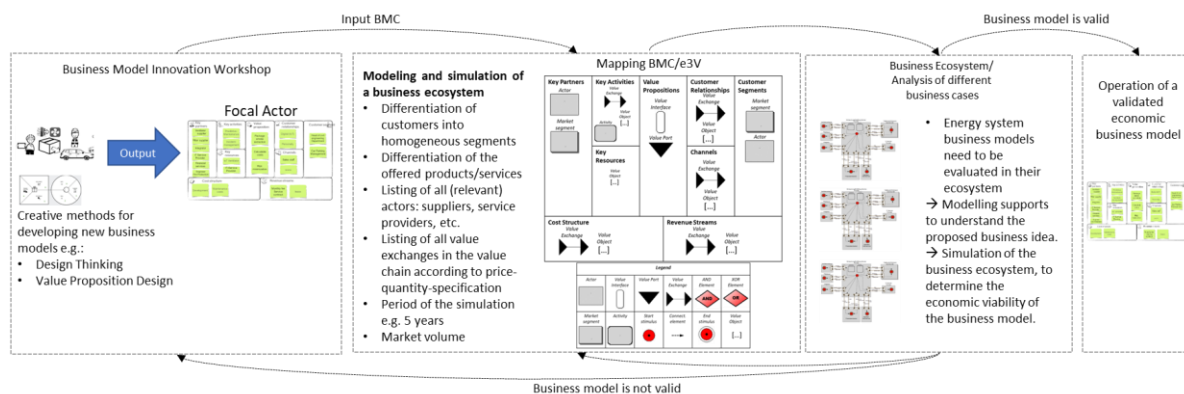 Input BMC
Business model is valid
Business Model Innovation Workshop
Focal Actor
Output
Creative methods for
developing new business
models e.g.:
• Design Thinking
• Value Proposition Design
Modeling and simulation of
a business ecosystem
• Differentiation of
customers into
homogeneous segments
• Differentiation of the
offered products/services
• Listing of all (relevant)
actors: suppliers, service
providers, etc.
• Listing of all value
exchanges in the value
chain according to price-
quantity-specification
• Period of the simulation
e.g. 5 years
• Market volume
Mapping BMC/e3V
Key Partners
Actor
Market
segment
Key Activities
Value
Exchange
Value
Object
[...]
Activity
Key
Resources
Value
Object
[...]
Value
Propositions
Value
Interface
Value Port
Customer
Relationships
Value
Exchange
Value
Object
[...]
Channels
Value
Exchange
Value
Object
[...]
Customer
Segments
Market
segment
Actor
Cost Structure
Value
Exchange
Value
Object
[...]
Revenue Streams
Value
Exchange
Value
Object
[...]
Legend
Actor
Value
Interface
Value Port
Value
Exchange
AND
Element
AND
XOR
Element
OR
Market
segment
Activity
Start
stimulus
Connect
element
End
stimulus
Value
Object
[...]
Business Ecosystem/
Analysis of different
business cases
• Energy system
business models
need to be
evaluated in their
ecosystem
→ Modelling supports
to understand the
proposed business idea.
→ Simulation of the
business ecosystem, to
determine the
economic viability of
the business model.
Operation of a
validated
economic
business model
Business model is not valid